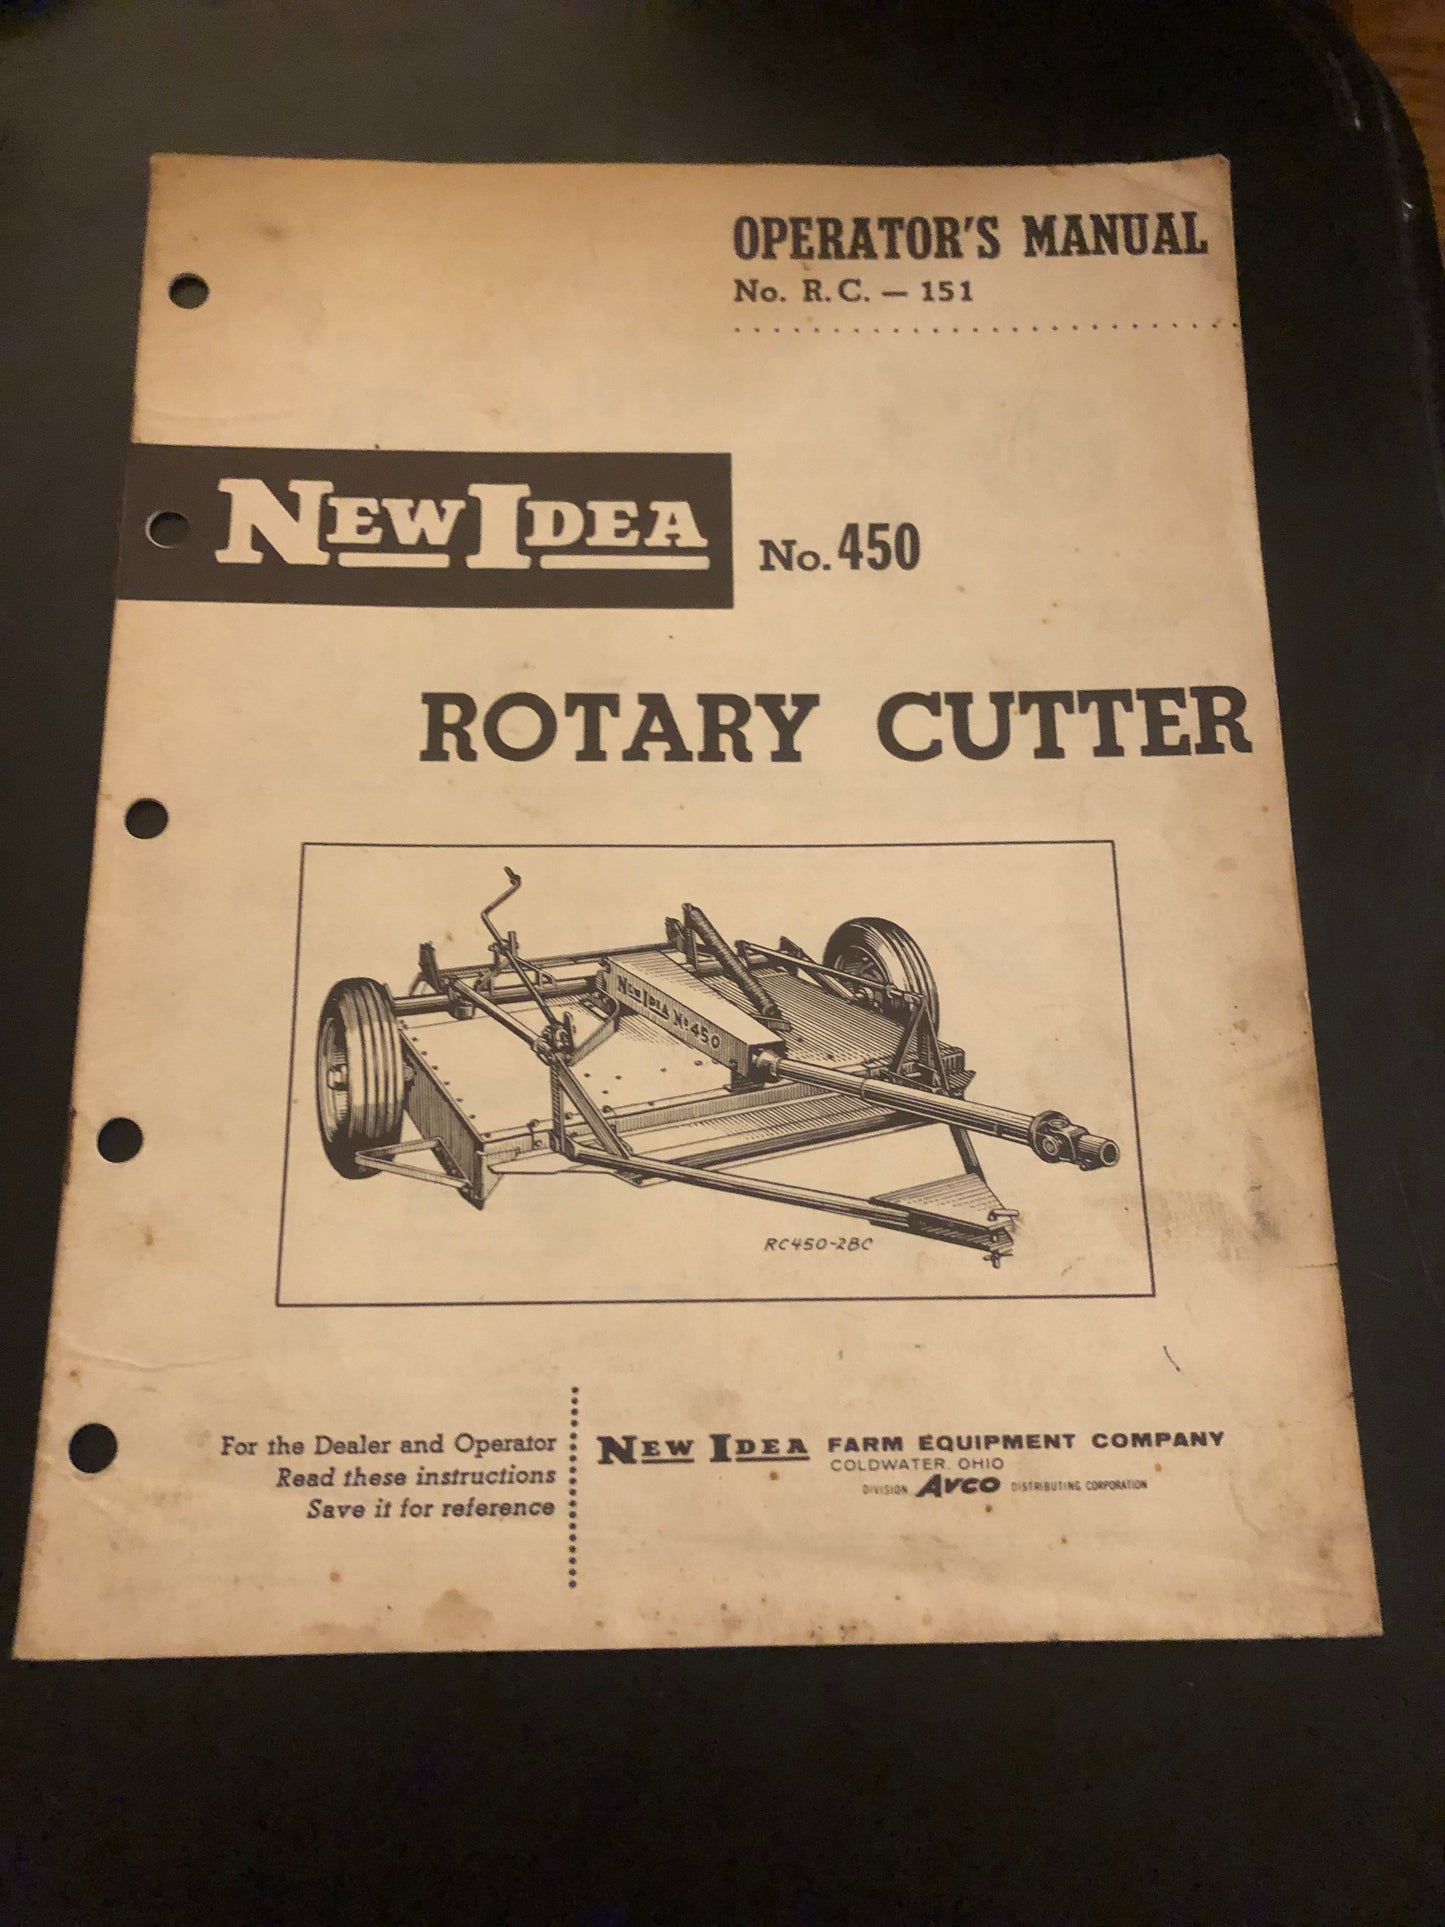 OPERATOR'S MANUAL
No. R.C. — 151
NEW IDEA No. 450
ROTARY CUTTER
NEW IDEA No 450
RC450-2BC
For the Dealer and Operator
Read these instructions
Save it for reference
NEW IDEA FARM EQUIPMENT COMPANY
COLDWATER, OHIO
DIVISION AVCO DISTRIBUTING CORPORATION